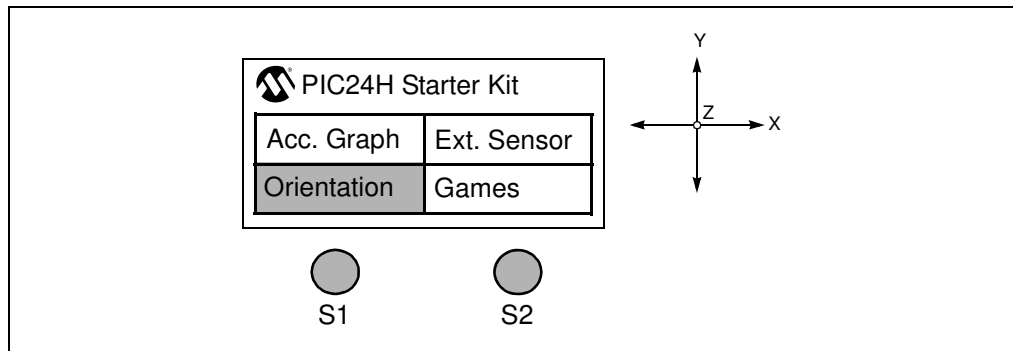 PIC24H Starter Kit
Acc. Graph Ext. Sensor
Orientation Games
S1 S2
Y
Z
X